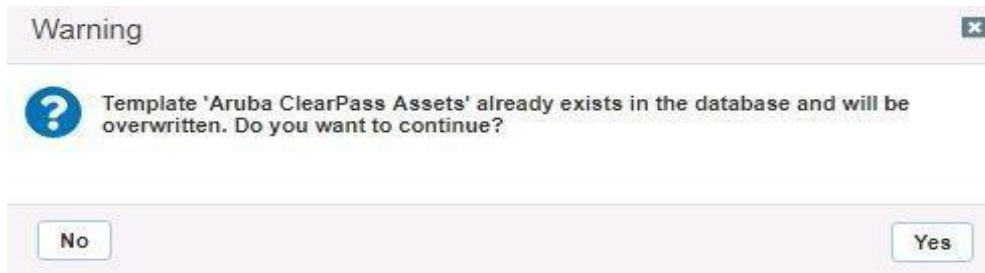 Warning
Template 'Aruba ClearPass Assets' already exists in the database and will be
overwritten. Do you want to continue?
No
Yes